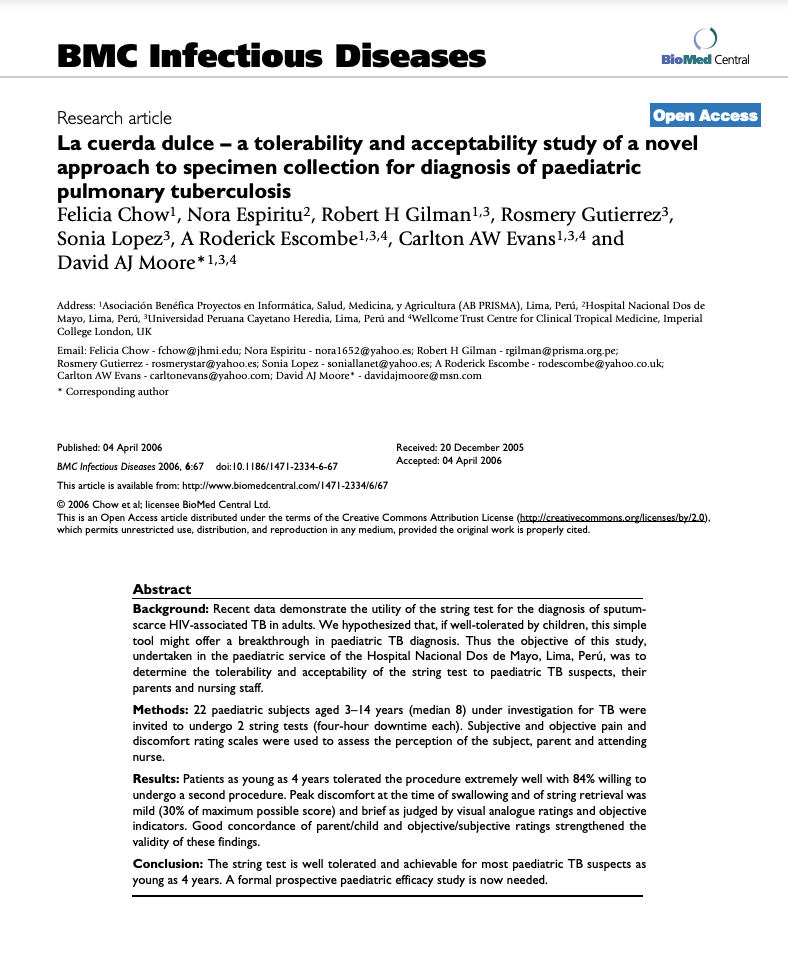 BMC Infectious Diseases
BioMed Central
Research article
Open Access
La cuerda dulce – a tolerability and acceptability study of a novel
approach to specimen collection for diagnosis of paediatric
pulmonary tuberculosis
Felicia Chow1, Nora Espiritu2, Robert H Gilman1,3, Rosmery Gutierrez3,
Sonia Lopez3, A Roderick Escombe1,3,4, Carlton AW Evans1,3,4 and
David AJ Moore*1,3,4
Address: 1Asociación Benéfica Proyectos en Informática, Salud, Medicina, y Agricultura (AB PRISMA), Lima, Perú, 2Hospital Nacional Dos de
Mayo, Lima, Perú, 3Universidad Peruana Cayetano Heredia, Lima, Perú and 4Wellcome Trust Centre for Clinical Tropical Medicine, Imperial
College London, UK
Email: Felicia Chow - fchow@jhmi.edu; Nora Espiritu - nora1652@yahoo.es; Robert H Gilman - rgilman@prisma.org.pe;
Rosmery Gutierrez - rosmerystar@yahoo.es; Sonia Lopez - soniallanet@yahoo.es; A Roderick Escombe - rodescombe@yahoo.co.uk;
Carlton AW Evans - carltonevans@yahoo.com; David AJ Moore* - davidajmoore@msn.com
* Corresponding author
Published: 04 April 2006
BMC Infectious Diseases 2006, 6:67 doi:10.1186/1471-2334-6-67
Received: 20 December 2005
Accepted: 04 April 2006
This article is available from: http://www.biomedcentral.com/1471-2334/6/67
© 2006 Chow et al; licensee BioMed Central Ltd.
This is an Open Access article distributed under the terms of the Creative Commons Attribution License (http://creativecommons.org/licenses/by/2.0),
which permits unrestricted use, distribution, and reproduction in any medium, provided the original work is properly cited.
Abstract
Background: Recent data demonstrate the utility of the string test for the diagnosis of sputum-
scarce HIV-associated TB in adults. We hypothesized that, if well-tolerated by children, this simple
tool might offer a breakthrough in paediatric TB diagnosis. Thus the objective of this study,
undertaken in the paediatric service of the Hospital Nacional Dos de Mayo, Lima, Perú, was to
determine the tolerability and acceptability of the string test to paediatric TB suspects, their
parents and nursing staff.
Methods: 22 paediatric subjects aged 3–14 years (median 8) under investigation for TB were
invited to undergo 2 string tests (four-hour downtime each). Subjective and objective pain and
discomfort rating scales were used to assess the perception of the subject, parent and attending
nurse.
Results: Patients as young as 4 years tolerated the procedure extremely well with 84% willing to
undergo a second procedure. Peak discomfort at the time of swallowing and of string retrieval was
mild (30% of maximum possible score) and brief as judged by visual analogue ratings and objective
indicators. Good concordance of parent/child and objective/subjective ratings strengthened the
validity of these findings.
Conclusion: The string test is well tolerated and achievable for most paediatric TB suspects as
young as 4 years. A formal prospective paediatric efficacy study is now needed.